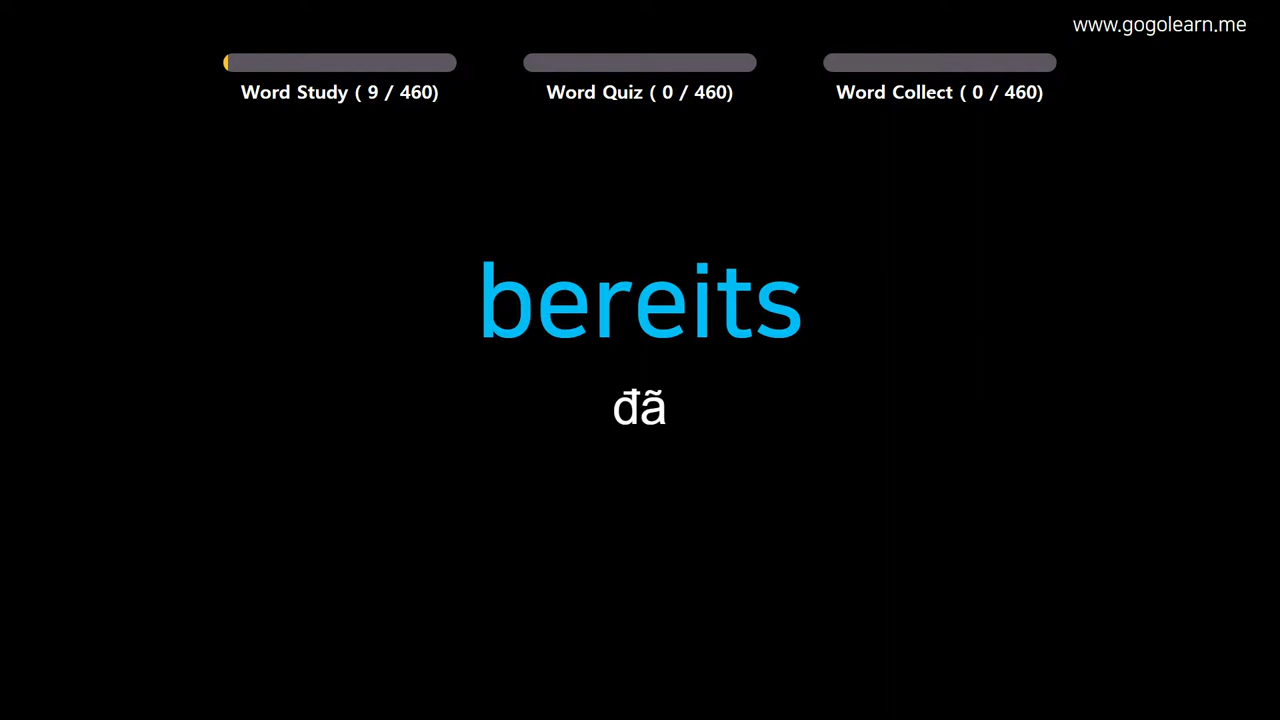 www.gogolearn.me
Word Study ( 9 / 460)
Word Quiz ( 0 / 460)
Word Collect ( 0 / 460)
bereits
đã